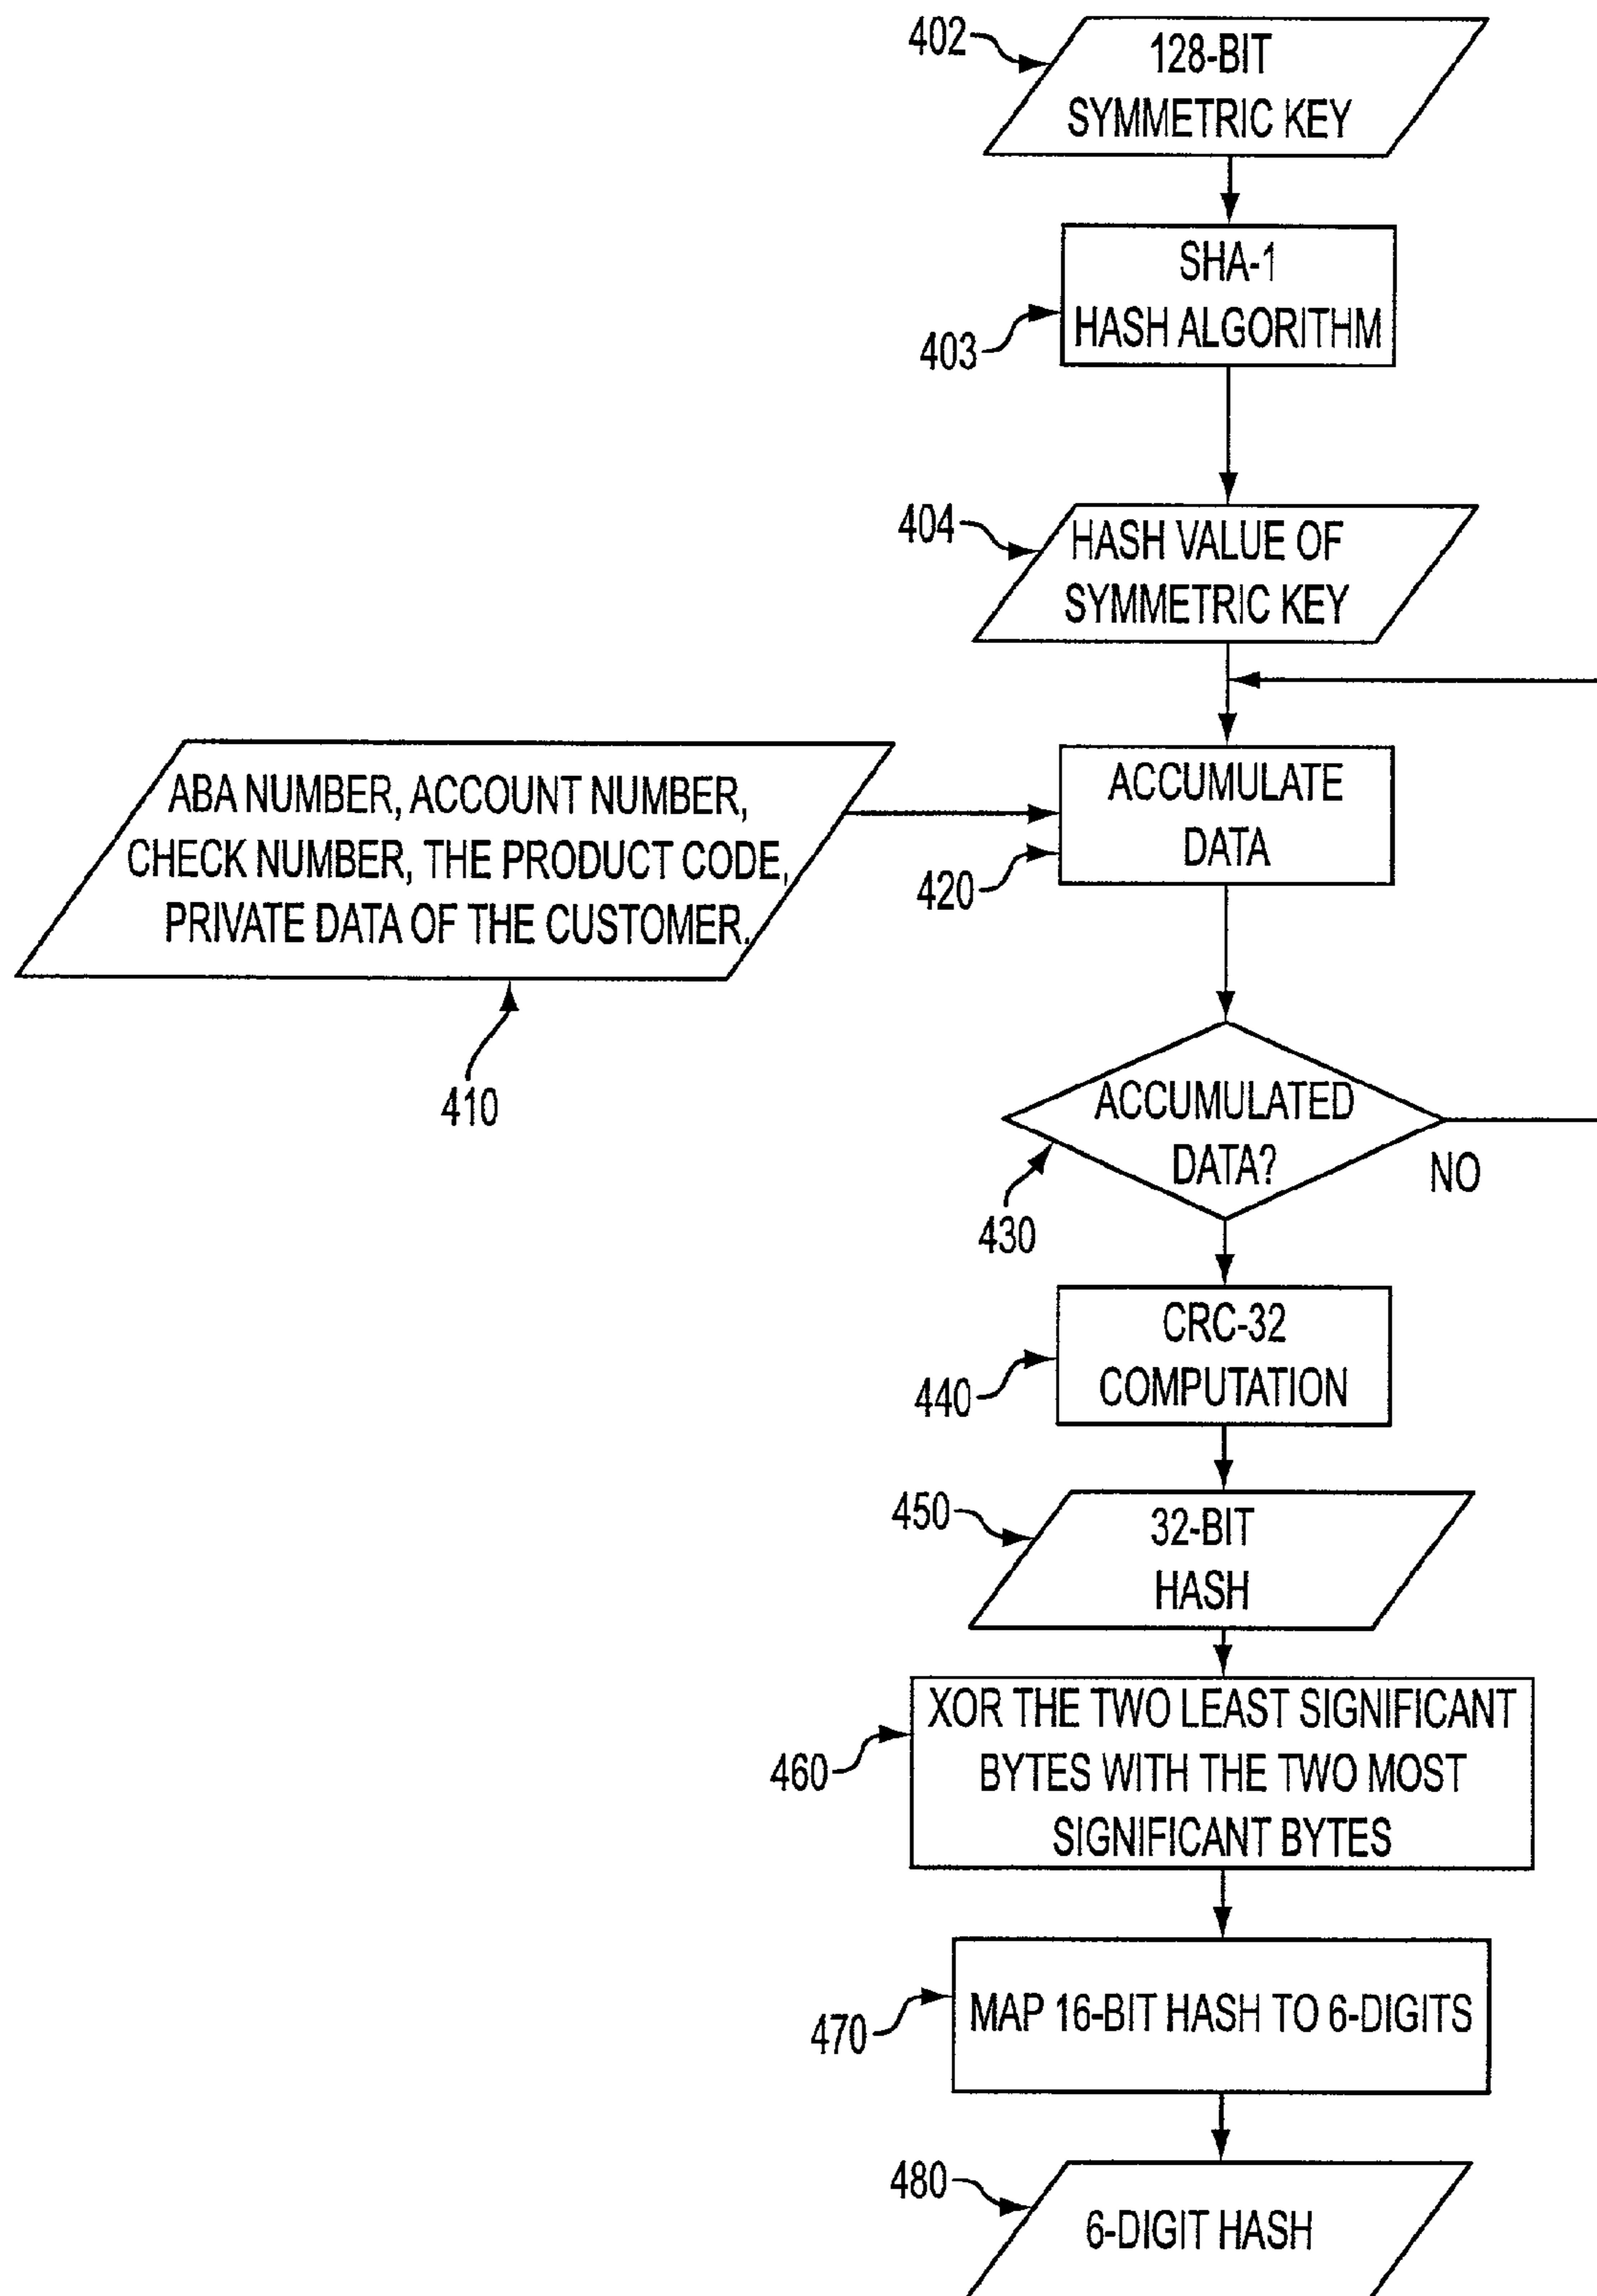 402
128-BIT
SYMMETRIC KEY
SHA-1
HASH ALGORITHM
403
404
HASH VALUE OF
SYMMETRIC KEY
ABA NUMBER, ACCOUNT NUMBER,
CHECK NUMBER, THE PRODUCT CODE,
PRIVATE DATA OF THE CUSTOMER.
410
ACCUMULATE
DATA
420
ACCUMULATED
DATA?
NO
430
CRC-32
COMPUTATION
440
450
32-BIT
HASH
XOR THE TWO LEAST SIGNIFICANT
BYTES WITH THE TWO MOST
SIGNIFICANT BYTES
460
MAP 16-BIT HASH TO 6-DIGITS
470
480
6-DIGIT HASH